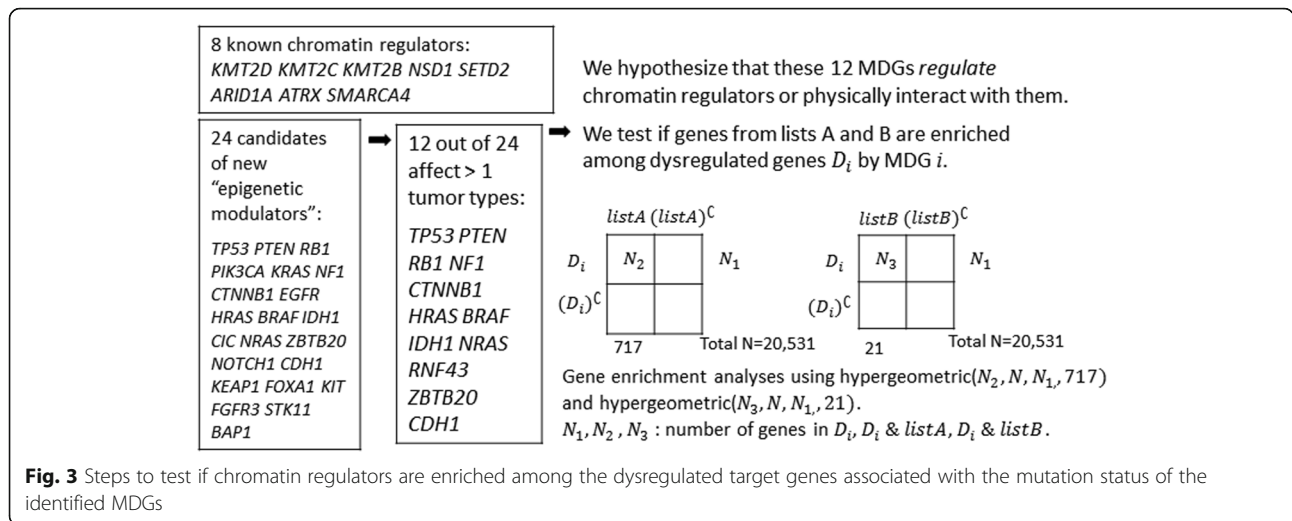 8 known chromatin regulators:
KMT2D KMT2C KMT2B NSD1 SETD2
ARID1A ATRX SMARCA4
24 candidates
of new
“epigenetic
modulators”:
TP53 PTEN RB1
PIK3CA KRAS NF1
CTNNB1 EGFR
HRAS BRAF IDH1
CIC NRAS ZBTB20
NOTCH1 CDH1
KEAP1 FOXA1 KIT
FGFR3 STK11
BAP1
➡
12 out of 24
affect > 1
tumor types:
TP53 PTEN
RB1 NF1
CTNNB1
HRAS BRAF
IDH1 NRAS
RNF43
ZBTB20
CDH1
We hypothesize that these 12 MDGs regulate
chromatin regulators or physically interact with them.
➡ We test if genes from lists A and B are enriched
among dysregulated genes D_i by MDG i.
listA (listA)^C
D_i N_2 N_1
(D_i)^C
717 Total N=20,531
listB (listB)^C
D_i N_3 N_1
(D_i)^C
21 Total N=20,531
Gene enrichment analyses using hypergeometric(N_2, N, N_1,, 717)
and hypergeometric(N_3, N, N_1,, 21).
N_1, N_2 , N_3 : number of genes in D_i, D_i & listA, D_i & listB.
Fig. 3 Steps to test if chromatin regulators are enriched among the dysregulated target genes associated with the mutation status of the
identified MDGs